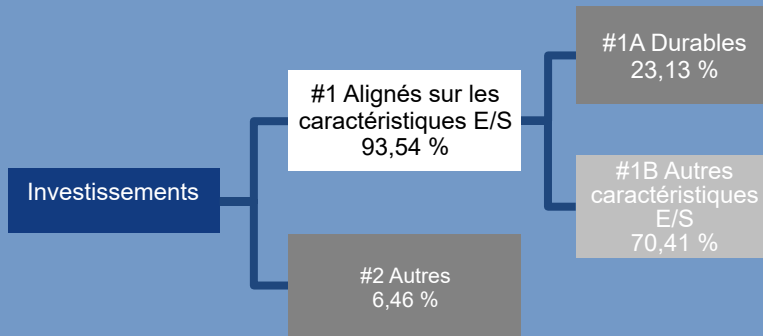 Investissements
#1 Alignés sur les
caractéristiques E/S
93,54 %
#2 Autres
6,46 %
#1A Durables
23,13 %
#1B Autres
caractéristiques
E/S
70,41 %